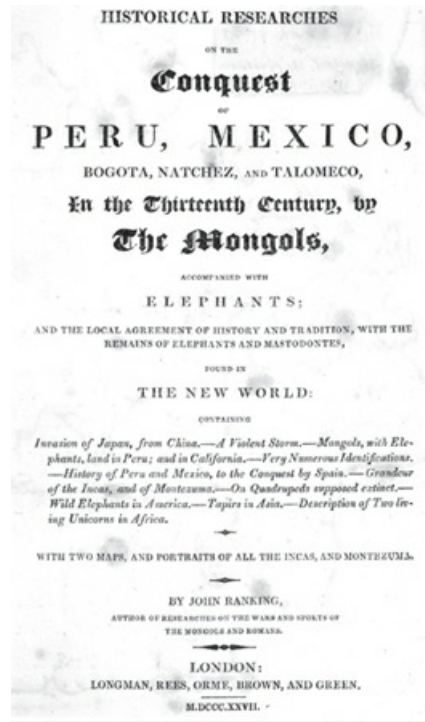 HISTORICAL RESEARCHES
ON THE
Conquest
OF
PERU, MEXICO,
BOGOTA, NATCHEZ, AND TALOMECO,
In the Thirteenth Century, by
The Mongols,
ACCOMPANIED WITH
ELEPHANTS;
AND THE LOCAL AGREEMENT OF HISTORY AND TRADITION, WITH THE
REMAINS OF ELEPHANTS AND MASTODONTES,
FOUND IN
THE NEW WORLD:
CONTAINING
Invasion of Japan, from China.—A Violent Storm.—Mongols, with Ele-
phants, land in Peru; and in California.—Very Numerous Identifications.
—History of Peru and Mexico, to the Conquest by Spain.—Grandeur
of the Incas, and of Montezuma.—On Quadrupeds supposed extinct.—
Wild Elephants in America.—Tapirs in Asia.—Description of Two liv-
ing Unicorns in Africa.
WITH TWO MAPS, AND PORTRAITS OF ALL THE INCAS, AND MONTEZUMA.
BY JOHN RANKING,
AUTHOR OF RESEARCHES ON THE WARS AND SPORTS OF
THE MONGOLS AND ROMANS.
LONDON:
LONGMAN, REES, ORME, BROWN, AND GREEN.
M.DCCC.XXVII.